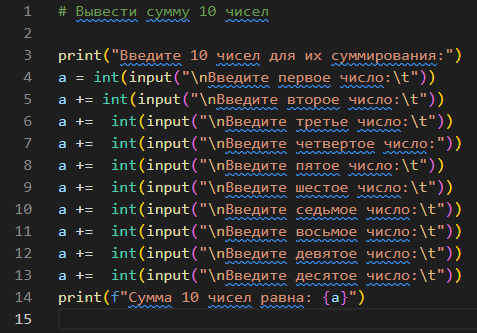 1 # Вывести сумму 10 чисел
2
3 print("Введите 10 чисел для их суммирования:")
4 a = int(input("\nВведите первое число:\t"))
5 a += int(input("\nВведите второе число:\t"))
6 a +=  int(input("\nВведите третье число:\t"))
7 a +=  int(input("\nВведите четвертое число:"))
8 a +=  int(input("\nВведите пятое число:\t"))
9 a +=  int(input("\nВведите шестое число:\t"))
10 a +=  int(input("\nВведите седьмое число:\t"))
11 a +=  int(input("\nВведите восьмое число:\t"))
12 a +=  int(input("\nВведите девятое число:\t"))
13 a +=  int(input("\nВведите десятое число:\t"))
14 print(f"Сумма 10 чисел равна: {a}")
15